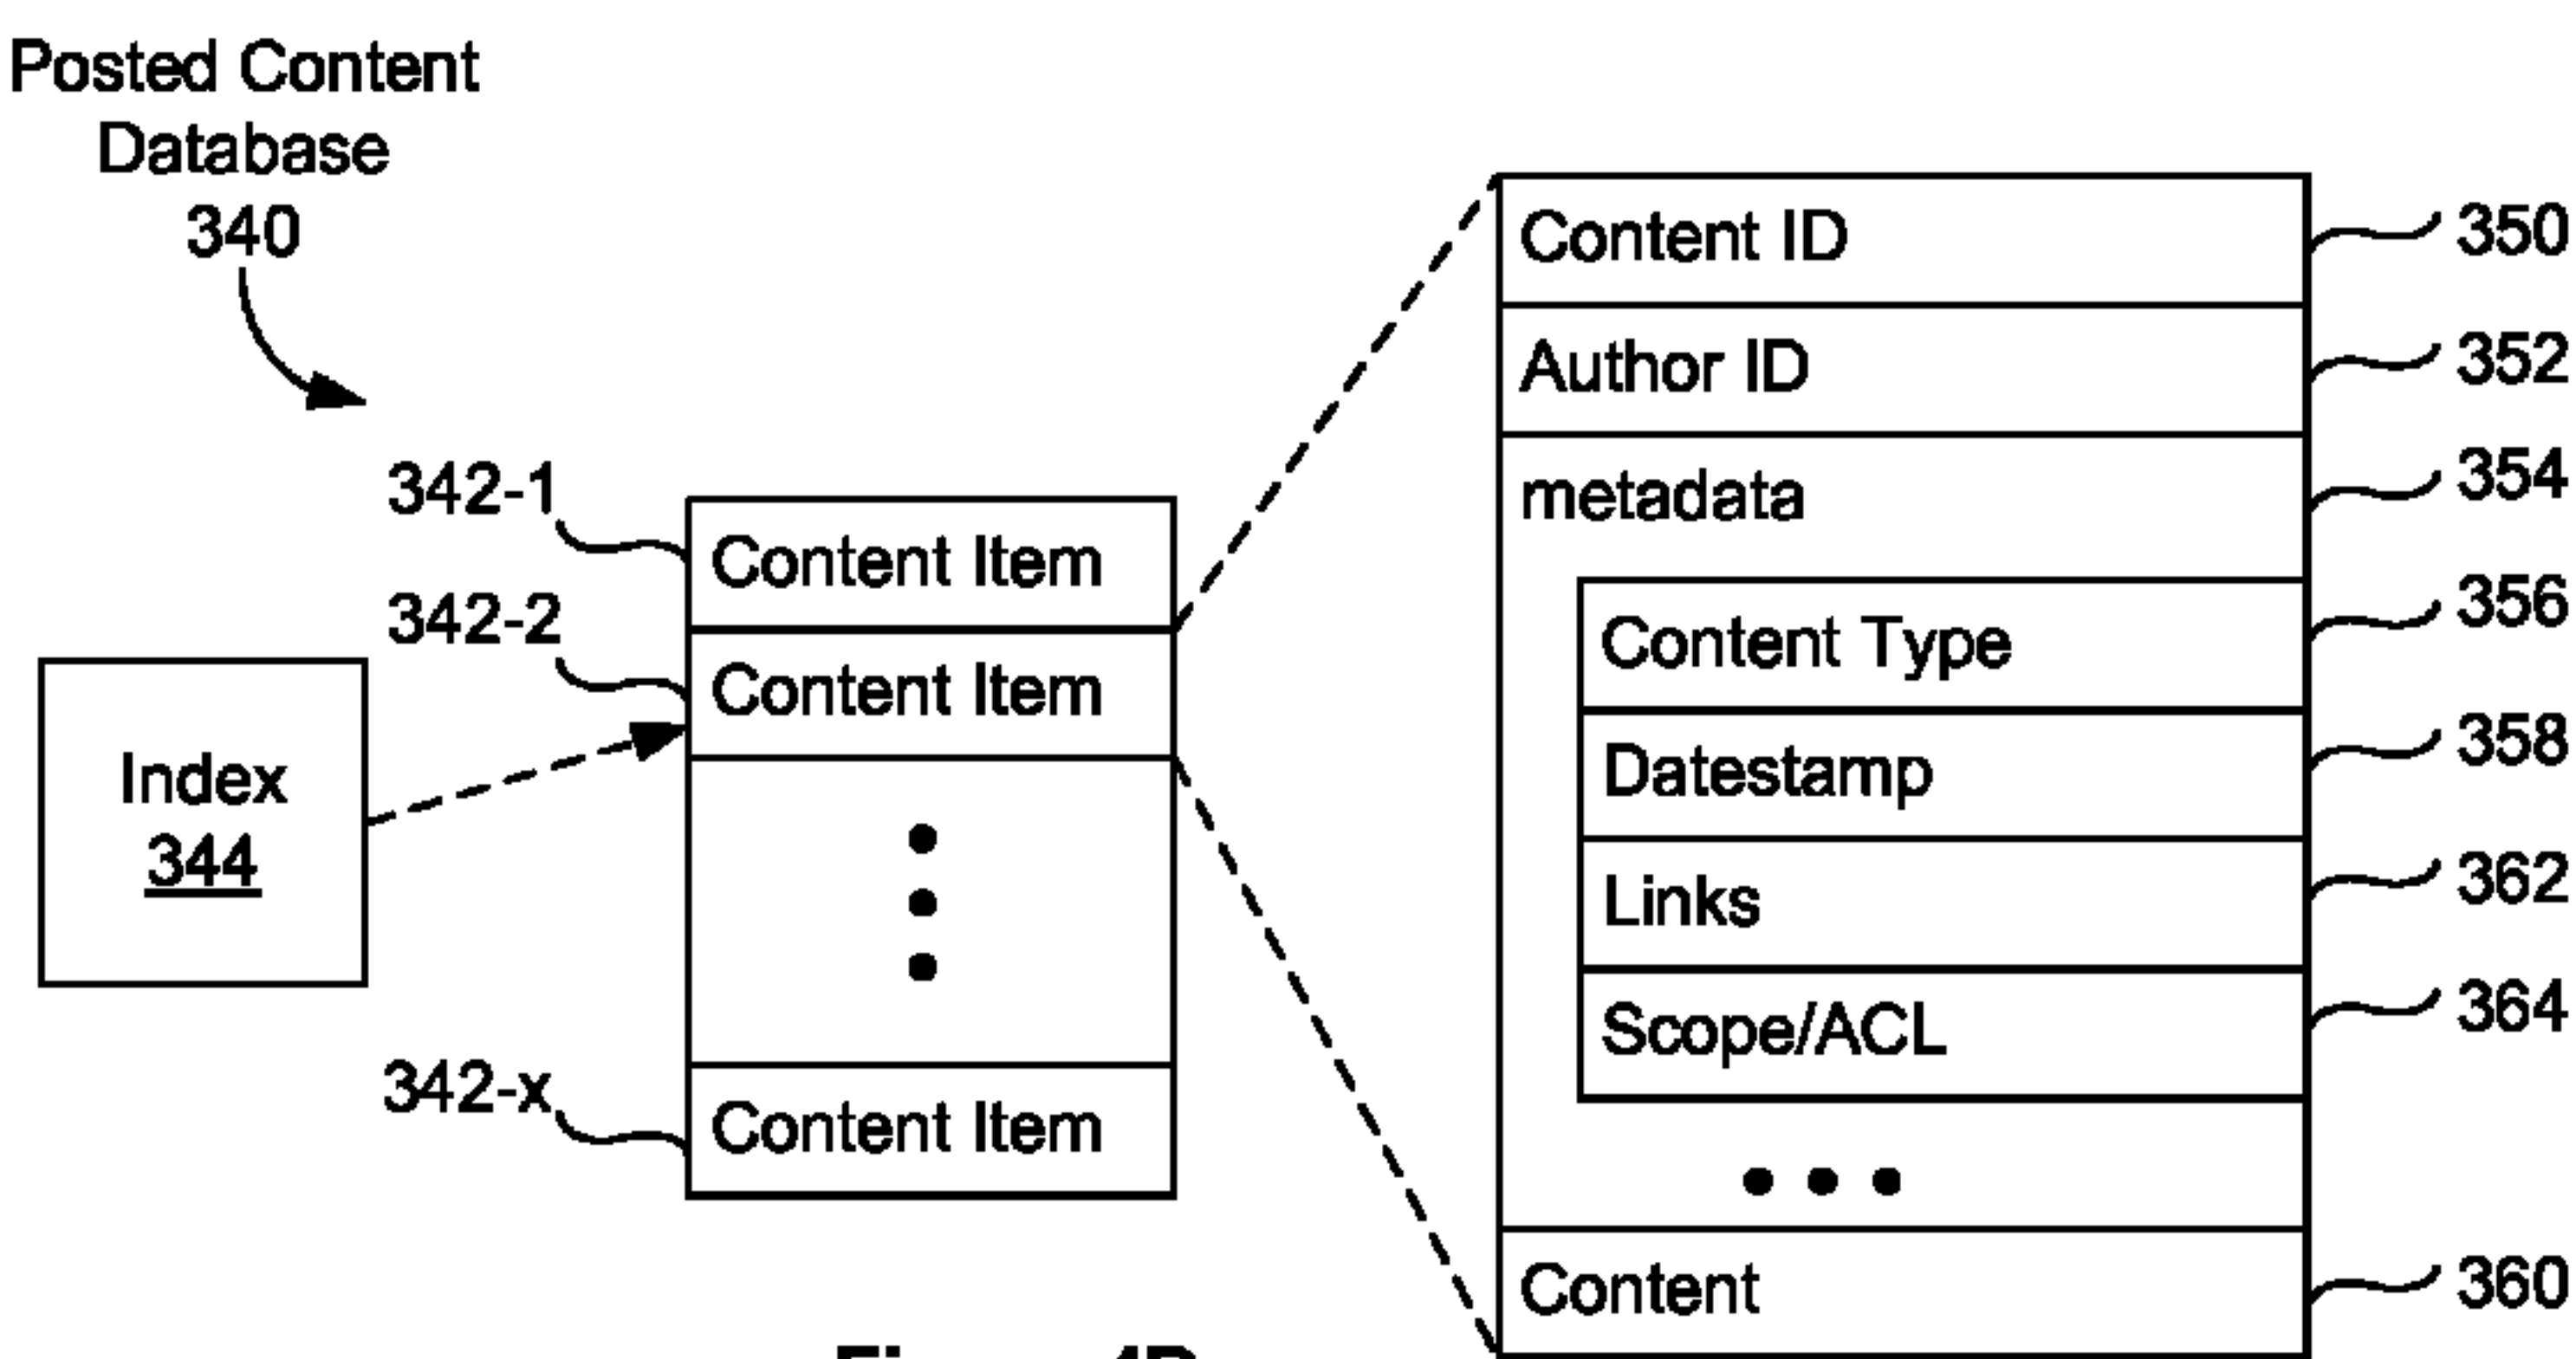 Posted Content
Database
340
342-1
Content Item
342-2
Content Item
Index
344
342-x
Content Item
Content ID
350
Author ID
352
metadata
354
Content Type
356
Datestamp
358
Links
362
Scope/ACL
364
Content
360